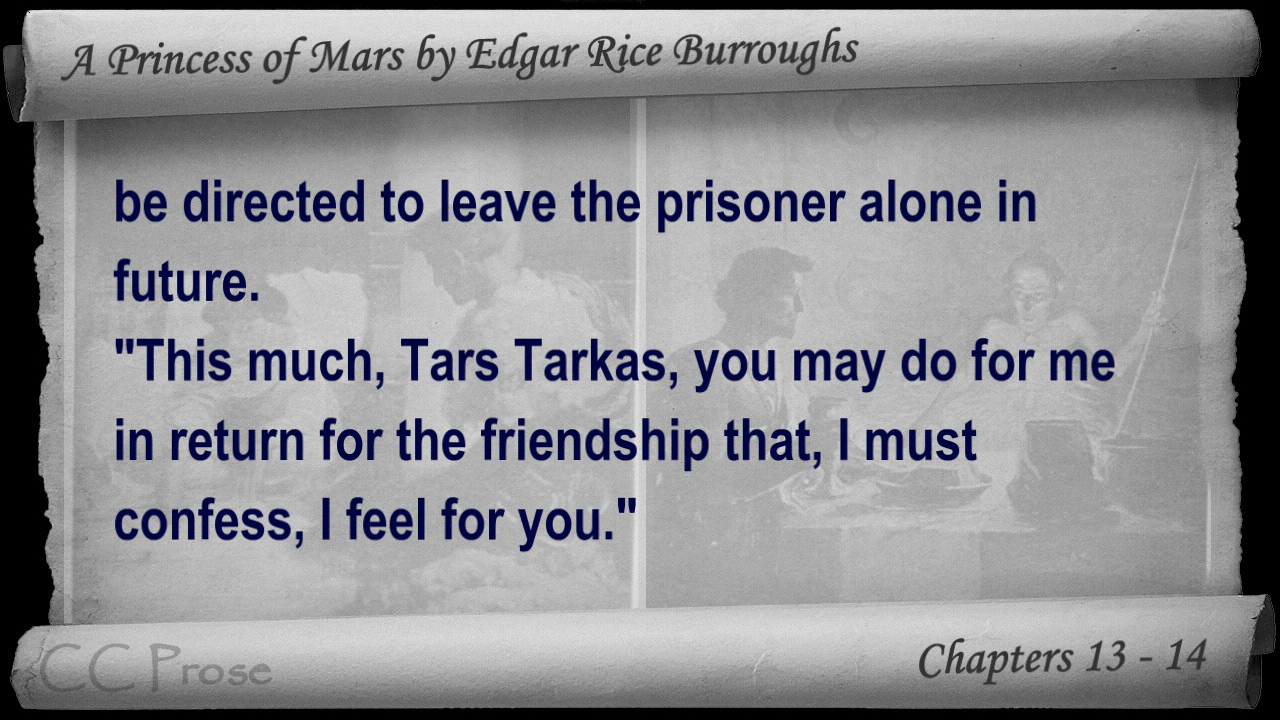 A Princess of Mars by Edgar Rice Burroughs
be directed to leave the prisoner alone in
future.
"This much, Tars Tarkas, you may do for me
in return for the friendship that, I must
confess, I feel for you."
CC Prose
Chapters 13 - 14